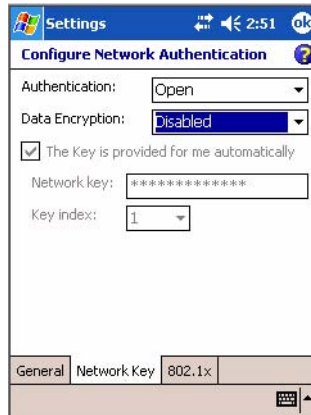 Settings 2:51 ok
Configure Network Authentication ?
Authentication: Open
Data Encryption: Disabled
The Key is provided for me automatically
Network key: *************
Key index: 1
General Network Key 802.1x